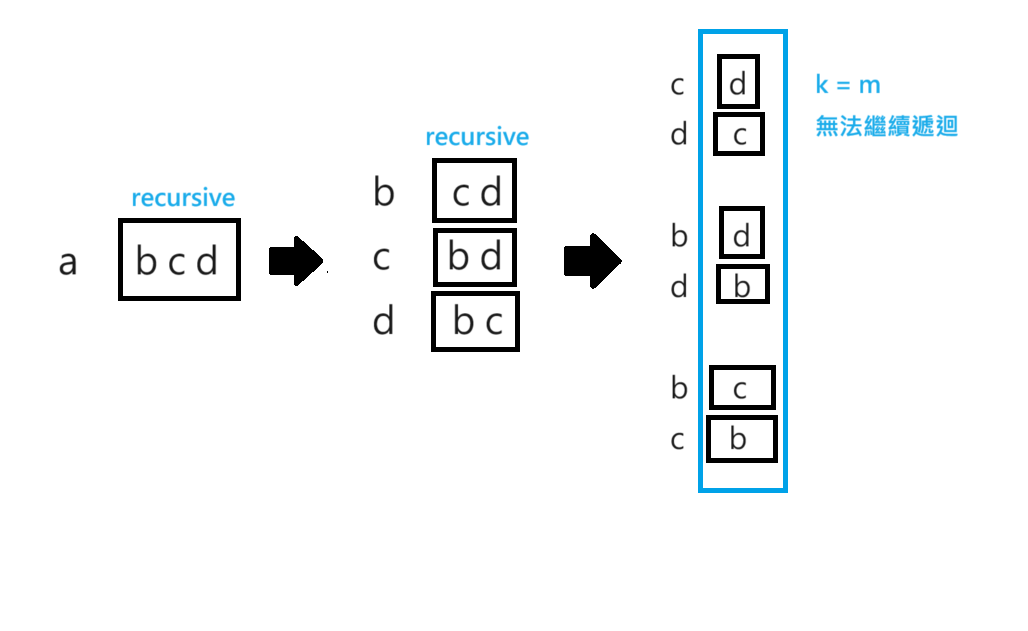 recursive
a b c d
recursive
b c d
c b d
d b c
c d
d c
b d
d b
b c
c b
k = m
無法繼續遞迴